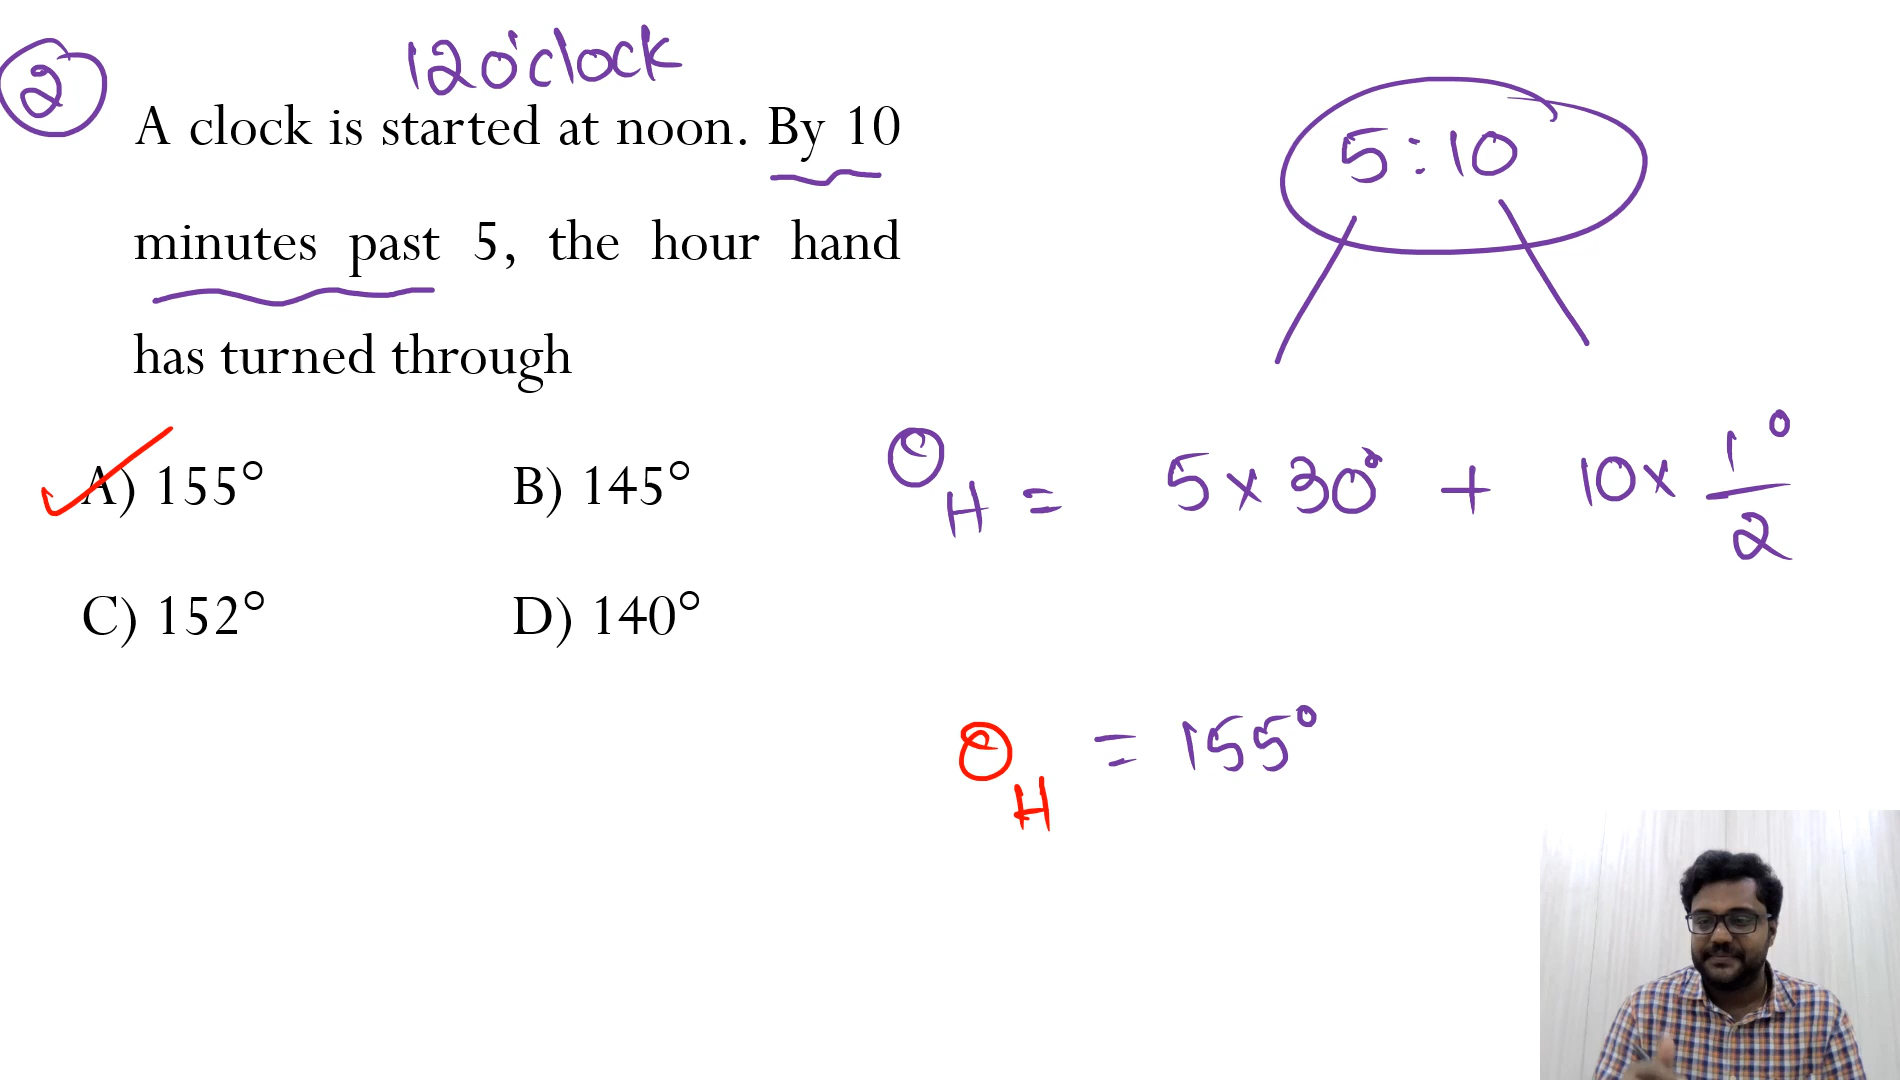 2
12 o'clock
A clock is started at noon. By 10
minutes past 5, the hour hand
has turned through
A) 155° B) 145°
C) 152° D) 140°
5:10
θH = 5 × 30° + 10 × 1°/2
θH = 155°